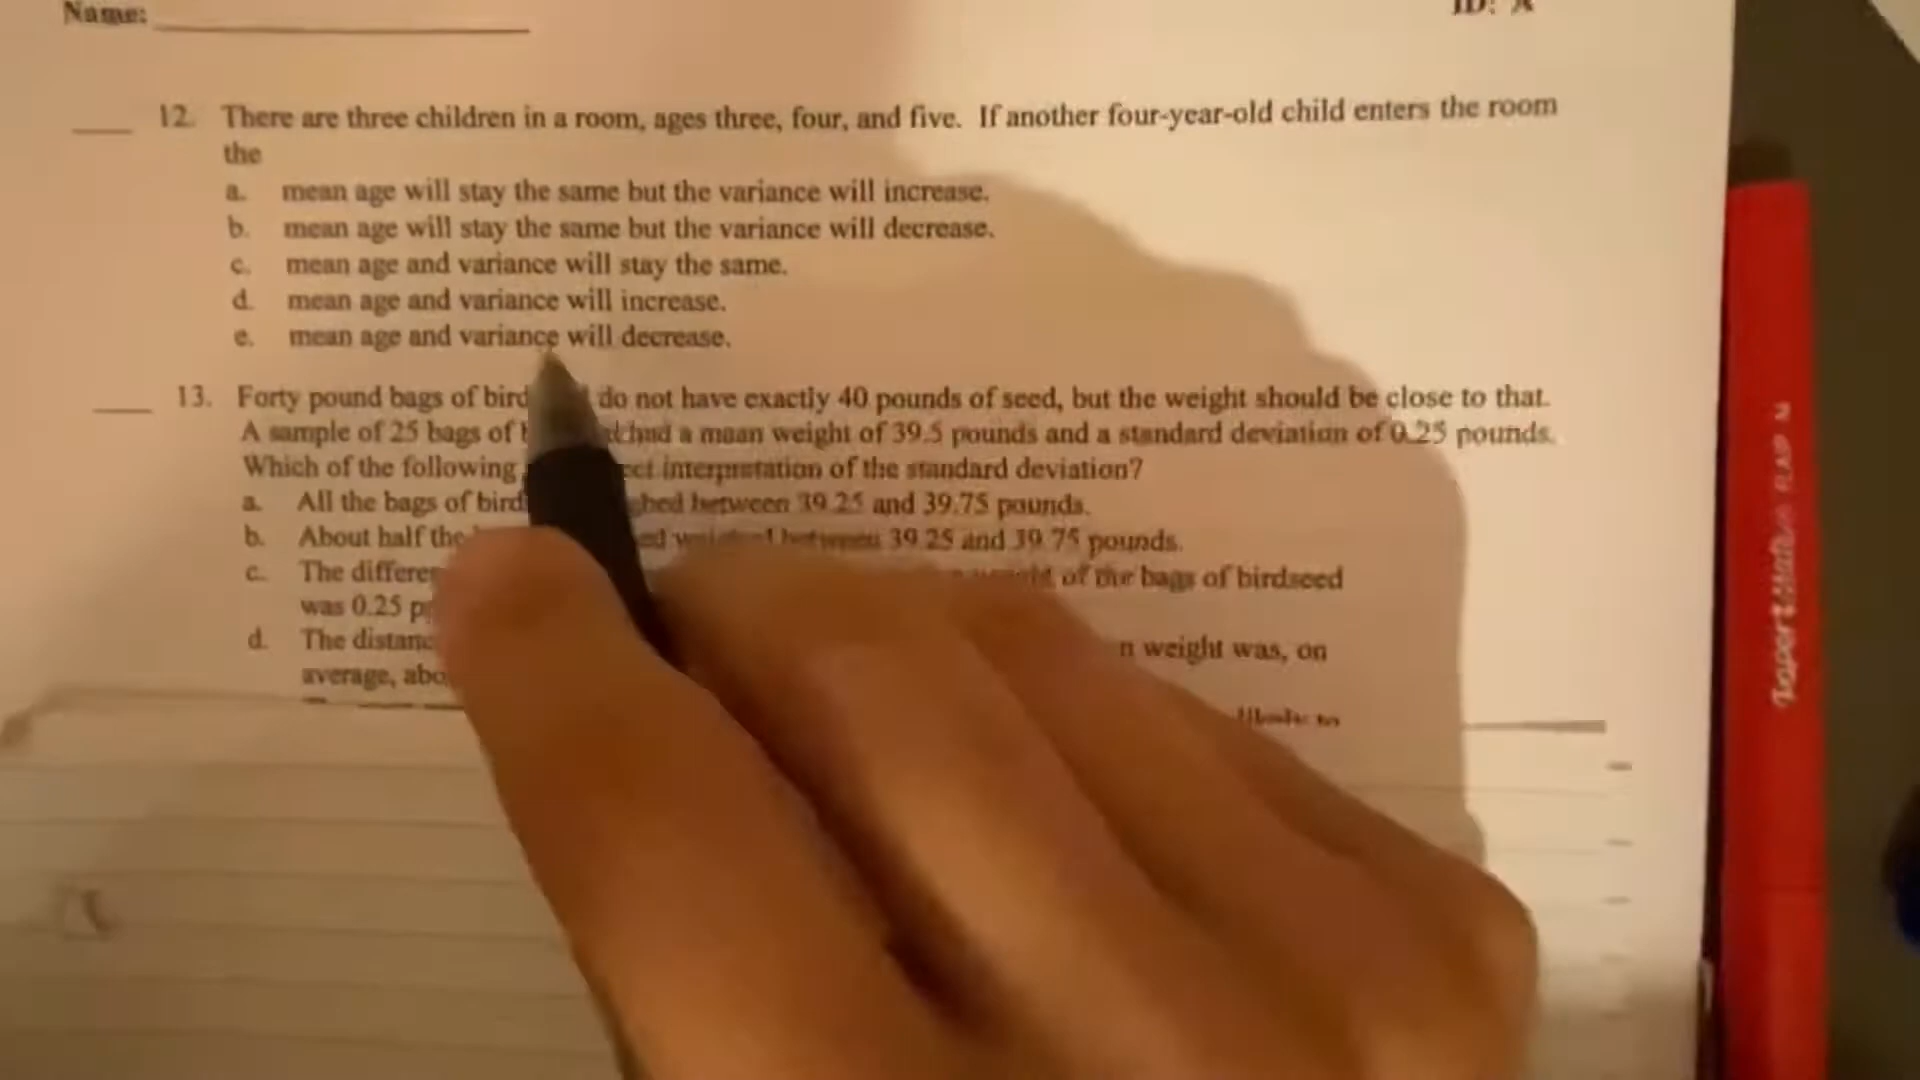 Name:
ID: A
12. There are three children in a room, ages three, four, and five. If another four-year-old child enters the room
the
a. mean age will stay the same but the variance will increase.
b. mean age will stay the same but the variance will decrease.
c. mean age and variance will stay the same.
d. mean age and variance will increase.
e. mean age and variance will decrease.
13. Forty pound bags of bird do not have exactly 40 pounds of seed, but the weight should be close to that.
A sample of 25 bags of had a mean weight of 39.5 pounds and a standard deviation of 0.25 pounds.
Which of the following interpretation of the standard deviation?
a. All the bags of bird between 39.25 and 39.75 pounds.
b. About half the between 39.25 and 39.75 pounds.
c. The of the bags of birdseed
was 0.25
d. The weight was, on
average,